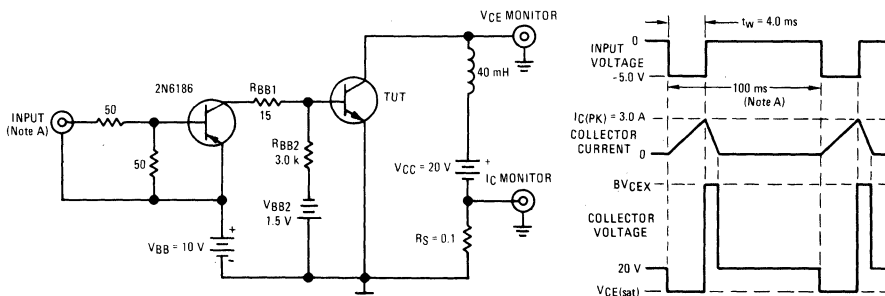 VCE MONITOR
tw = 4.0 ms
0
INPUT
VOLTAGE
-5.0 V
40 mH
2N6186
RBB1
15
TUT
100 ms
(Note A)
INPUT
(Note A)
50
IC(PK) = 3.0 A
COLLECTOR
CURRENT
0
RBB2
3.0 k
50
VCC = 20 V
+
IC MONITOR
BVCEX
VBB2
1.5 V
COLLECTOR
VOLTAGE
+
VBB = 10 V
-
RS = 0.1
20 V
VCE(sat)